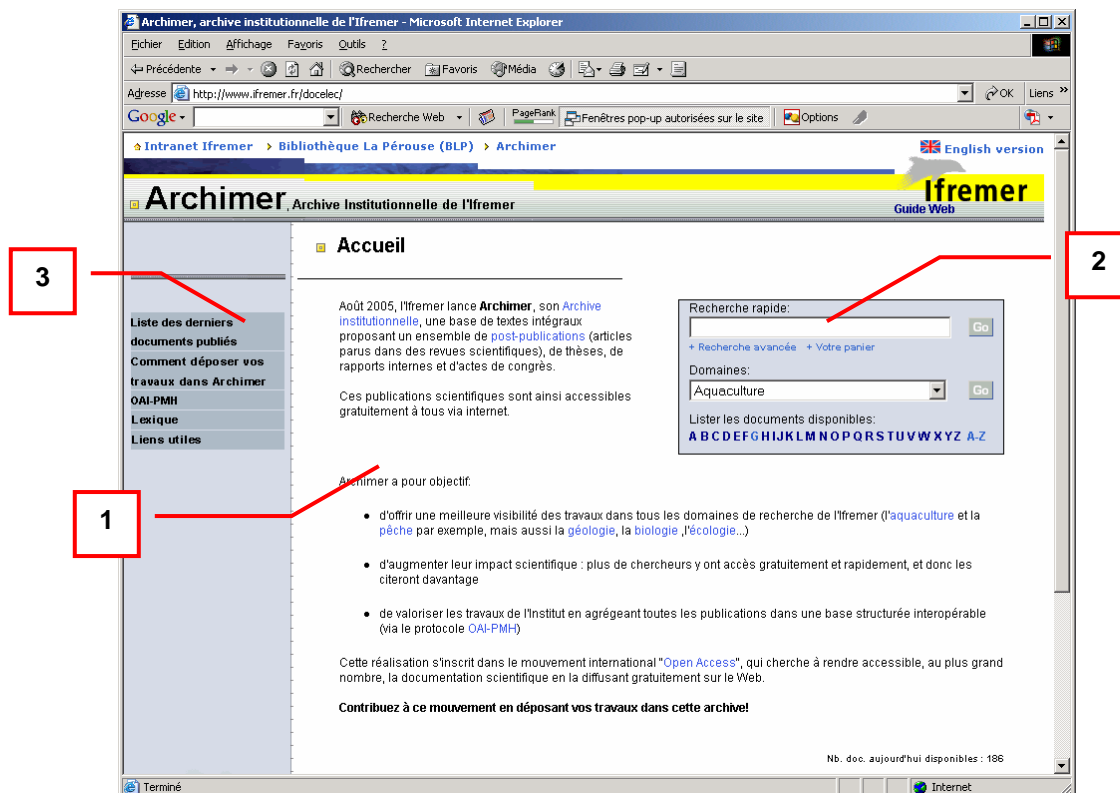 Archimer, archive institutionnelle de l'Ifremer - Microsoft Internet Explorer
Fichier Edition Affichage Favoris Outils ?
Précédente Rechercher Favoris Média
Adresse http://www.ifremer.fr/docelec/ OK Liens »
Google Recherche Web PageRank Fenêtres pop-up autorisées sur le site Options
Intranet Ifremer > Bibliothèque La Pérouse (BLP) > Archimer
English version
Archimer, Archive Institutionnelle de l'Ifremer
Ifremer
Guide Web
3
Liste des derniers
documents publiés
Comment déposer vos
travaux dans Archimer
OAI-PMH
Lexique
Liens utiles
Accueil
Août 2005, l'Ifremer lance Archimer, son Archive
institutionnelle, une base de textes intégraux
proposant un ensemble de post-publications (articles
parus dans des revues scientifiques), de thèses, de
rapports internes et d'actes de congrès.
Ces publications scientifiques sont ainsi accessibles
gratuitement à tous via internet.
2
Recherche rapide:
Go
+ Recherche avancée + Votre panier
Domaines:
Aquaculture Go
Lister les documents disponibles:
A B C D E F G H I J K L M N O P Q R S T U V W X Y Z A-Z
1
Archimer a pour objectif:
• d'offrir une meilleure visibilité des travaux dans tous les domaines de recherche de l'Ifremer (l'aquaculture et la
pêche par exemple, mais aussi la géologie, la biologie ,l'écologie...)
• d'augmenter leur impact scientifique : plus de chercheurs y ont accès gratuitement et rapidement, et donc les
citeront davantage
• de valoriser les travaux de l'Institut en agrégeant toutes les publications dans une base structurée interopérable
(via le protocole OAI-PMH)
Cette réalisation s'inscrit dans le mouvement international "Open Access", qui cherche à rendre accessible, au plus grand
nombre, la documentation scientifique en la diffusant gratuitement sur le Web.
Contribuez à ce mouvement en déposant vos travaux dans cette archive!
Nb. doc. aujourd'hui disponibles : 186
Terminé Internet